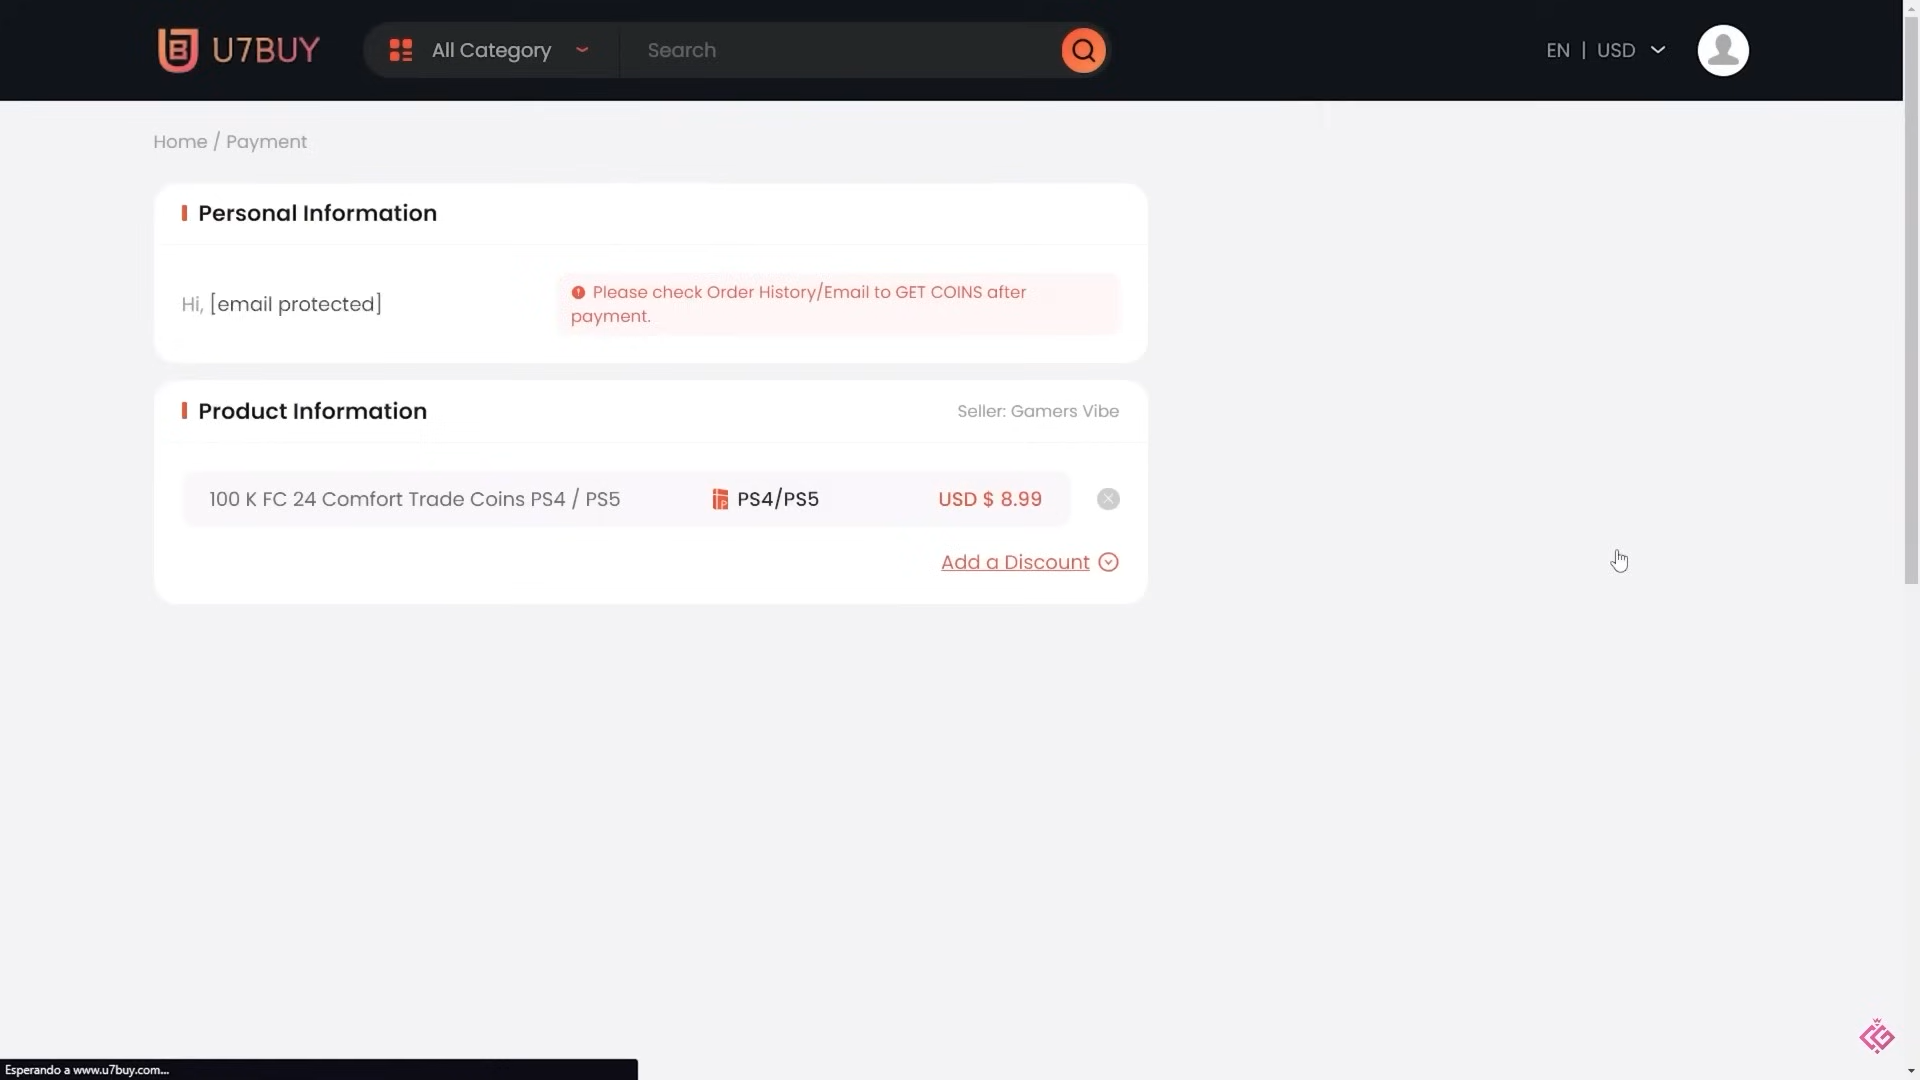 U7BUY
All Category
Search
EN | USD
Home / Payment
Personal Information
Hi, [email protected]
Please check Order History/Email to GET COINS after
payment.
Product Information
Seller: Gamers Vibe
100 K FC 24 Comfort Trade Coins PS4 / PS5
PS4/PS5
USD $ 8.99
Add a Discount
Esperando a www.u7buy.com...